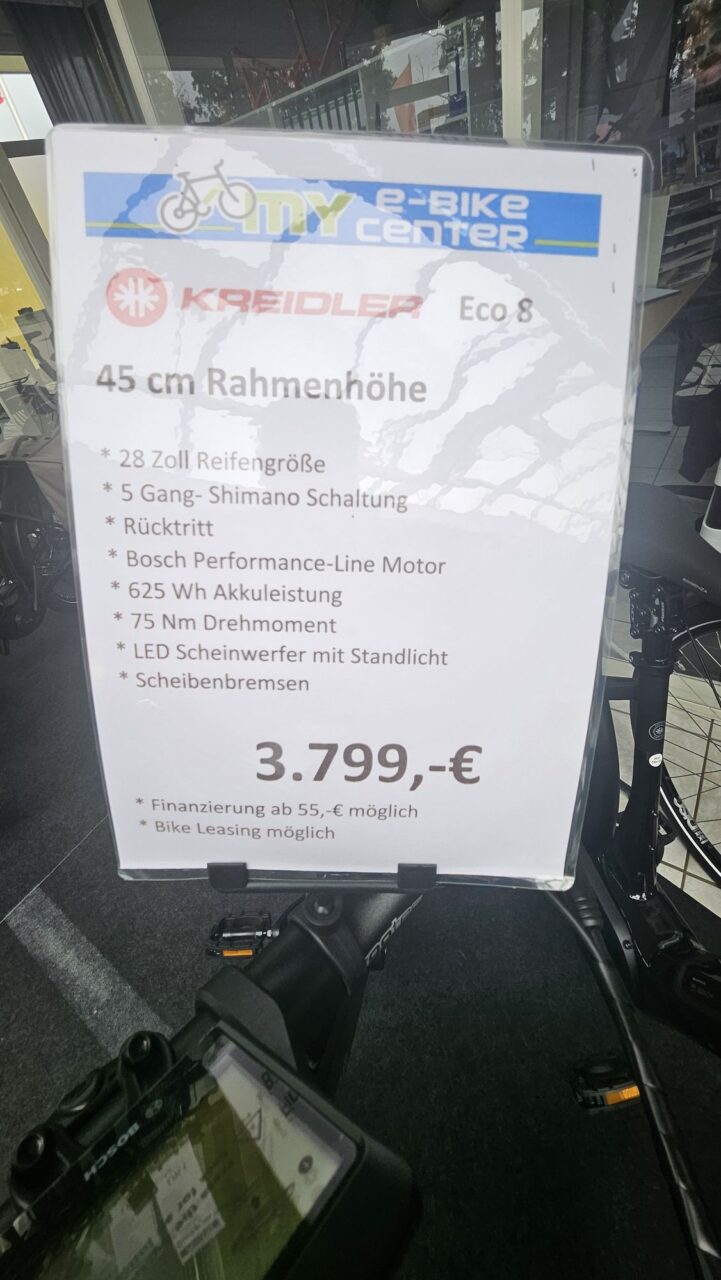 MY E-BIKE CENTER
KREIDLER Eco 8
45 cm Rahmenhöhe
* 28 Zoll Reifengröße
* 5 Gang- Shimano Schaltung
* Rücktritt
* Bosch Performance-Line Motor
* 625 Wh Akkuleistung
* 75 Nm Drehmoment
* LED Scheinwerfer mit Standlicht
* Scheibenbremsen
3.799,-€
* Finanzierung ab 55,-€ möglich
* Bike Leasing möglich
BOSCH